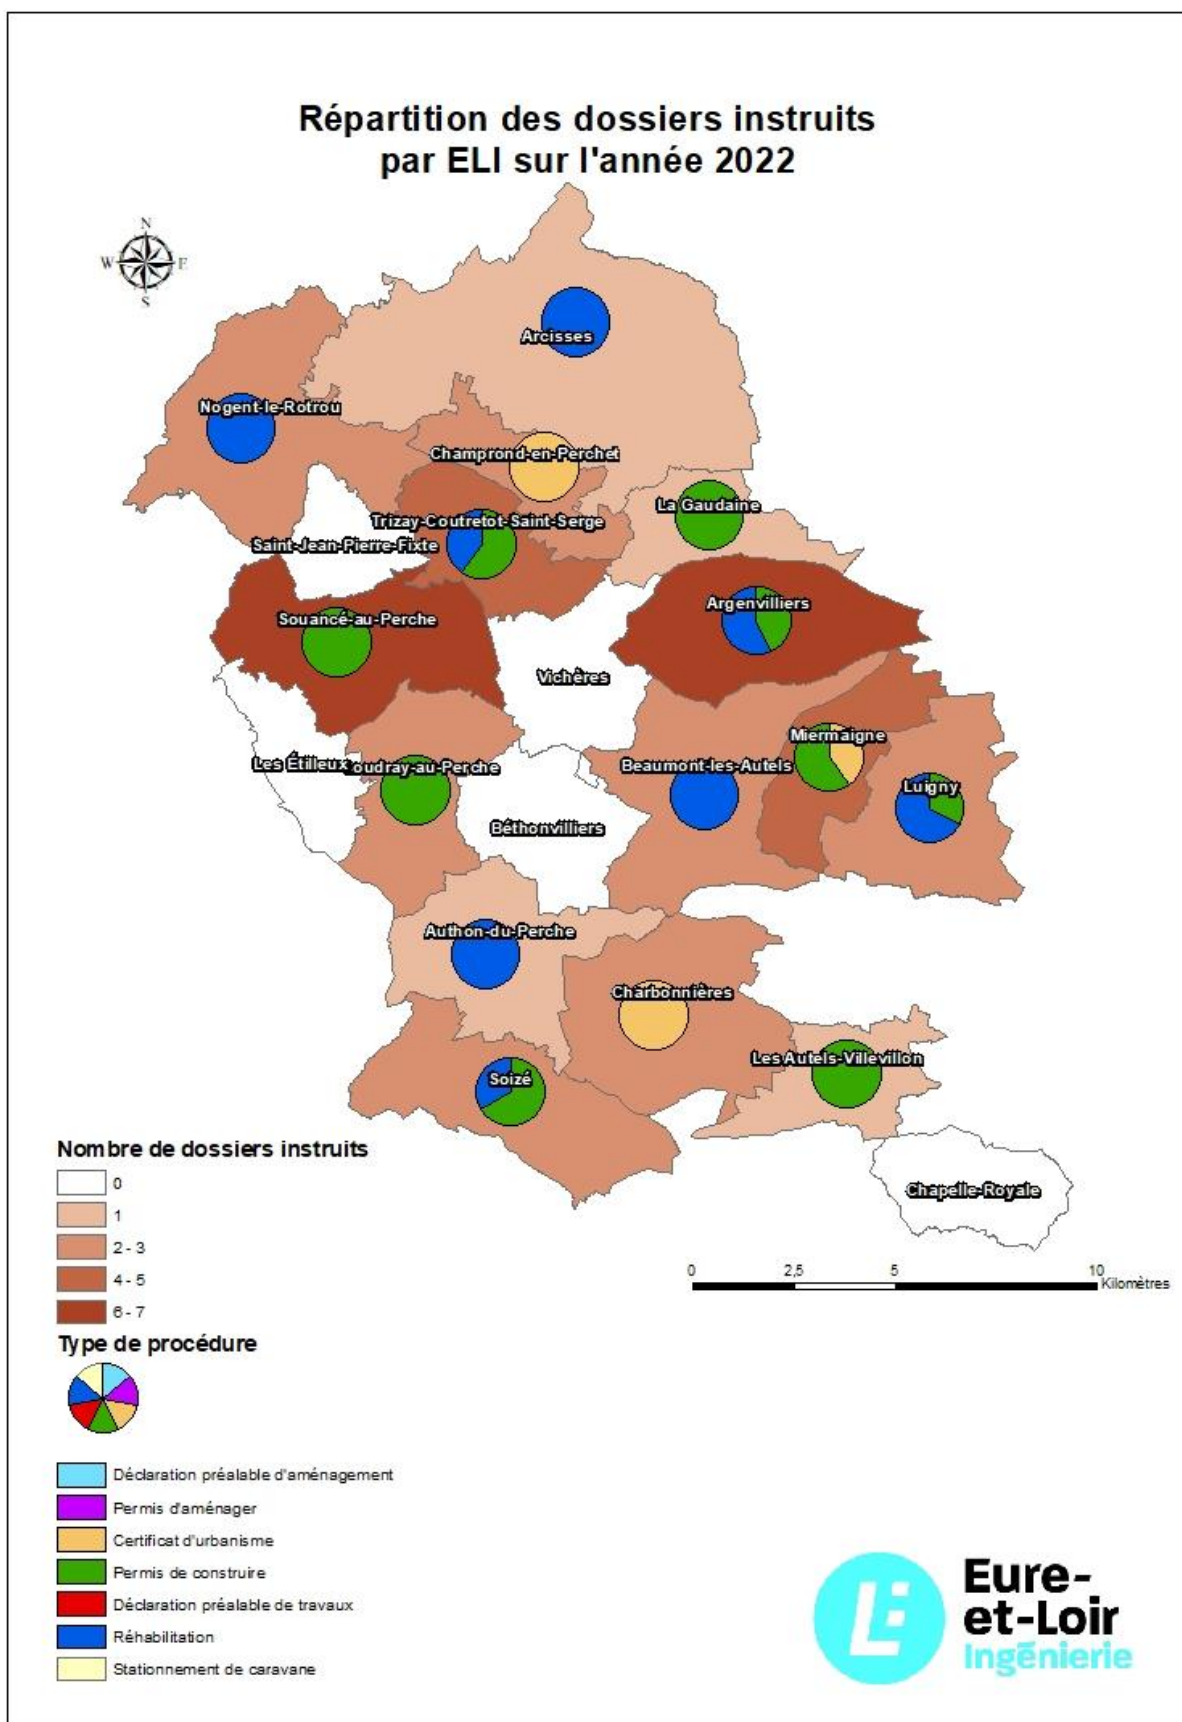 Répartition des dossiers instruits
par ELI sur l'année 2022
N
W E
S
Arcisses
Nogent-le-Rotrou
Champrond-en-Perchet
La Gaudaine
Trizay-Coutretot-Saint-Serge
Saint-Jean-Pierre-Fixte
Argenvilliers
Souancé-au-Perche
Vichères
Miermaigne
Les Étilleux
oudray-au-Perche
Beaumont-les-Autels
Luigny
Béthonvilliers
Authon-du-Perche
Charbonnières
Les Autels-Villevillon
Soizé
Chapelle-Royale
Nombre de dossiers instruits
0
1
2 - 3
4 - 5
6 - 7
0 2,5 5 10
Kilomètres
Type de procédure
Déclaration préalable d'aménagement
Permis d'aménager
Certificat d'urbanisme
Permis de construire
Déclaration préalable de travaux
Réhabilitation
Stationnement de caravane
Eure-
et-Loir
Ingénierie